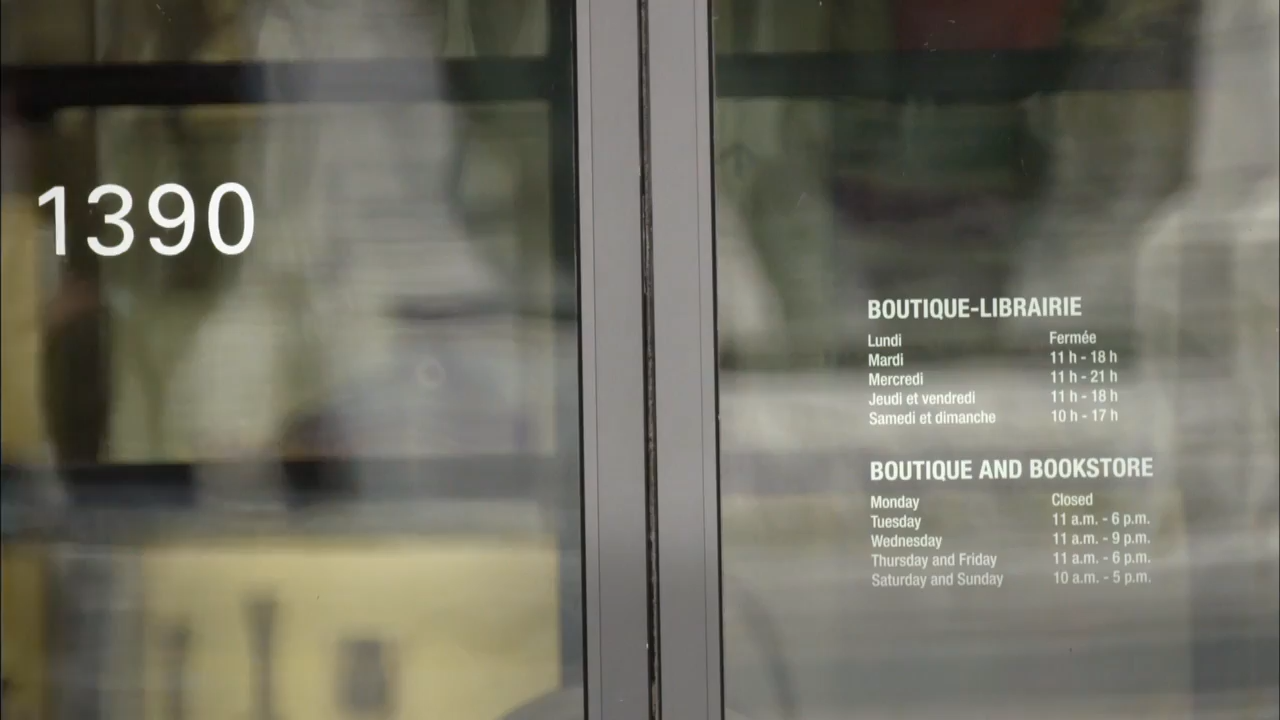 1390
BOUTIQUE-LIBRAIRIE
Lundi Fermée
Mardi 11 h - 18 h
Mercredi 11 h - 21 h
Jeudi et vendredi 11 h - 18 h
Samedi et dimanche 10 h - 17 h
BOUTIQUE AND BOOKSTORE
Monday Closed
Tuesday 11 a.m. - 6 p.m.
Wednesday 11 a.m. - 9 p.m.
Thursday and Friday 11 a.m. - 6 p.m.
Saturday and Sunday 10 a.m. - 5 p.m.